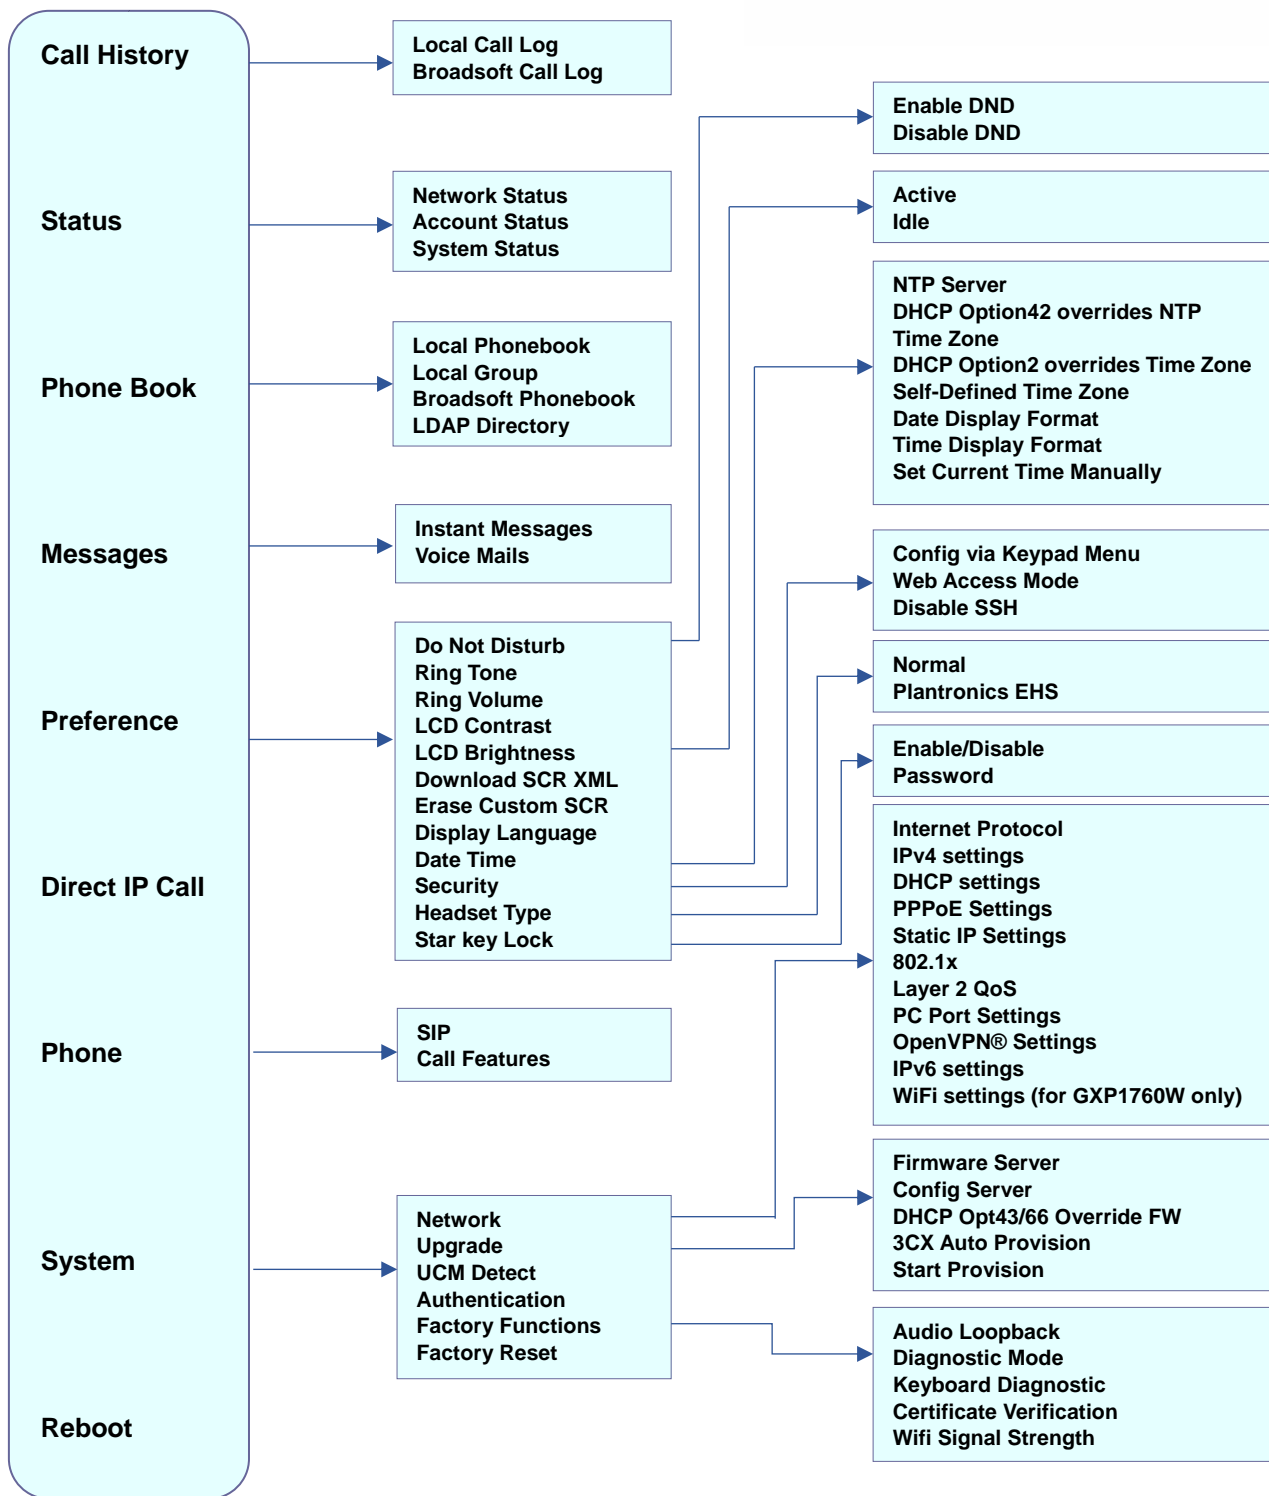 Call History
Status
Phone Book
Messages
Preference
Direct IP Call
Phone
System
Reboot
Local Call Log
Broadsoft Call Log
Network Status
Account Status
System Status
Local Phonebook
Local Group
Broadsoft Phonebook
LDAP Directory
Instant Messages
Voice Mails
Do Not Disturb
Ring Tone
Ring Volume
LCD Contrast
LCD Brightness
Download SCR XML
Erase Custom SCR
Display Language
Date Time
Security
Headset Type
Star key Lock
SIP
Call Features
Network
Upgrade
UCM Detect
Authentication
Factory Functions
Factory Reset
Enable DND
Disable DND
Active
Idle
NTP Server
DHCP Option42 overrides NTP
Time Zone
DHCP Option2 overrides Time Zone
Self-Defined Time Zone
Date Display Format
Time Display Format
Set Current Time Manually
Config via Keypad Menu
Web Access Mode
Disable SSH
Normal
Plantronics EHS
Enable/Disable
Password
Internet Protocol
IPv4 settings
DHCP settings
PPPoE Settings
Static IP Settings
802.1x
Layer 2 QoS
PC Port Settings
OpenVPN® Settings
IPv6 settings
WiFi settings (for GXP1760W only)
Firmware Server
Config Server
DHCP Opt43/66 Override FW
3CX Auto Provision
Start Provision
Audio Loopback
Diagnostic Mode
Keyboard Diagnostic
Certificate Verification
Wifi Signal Strength